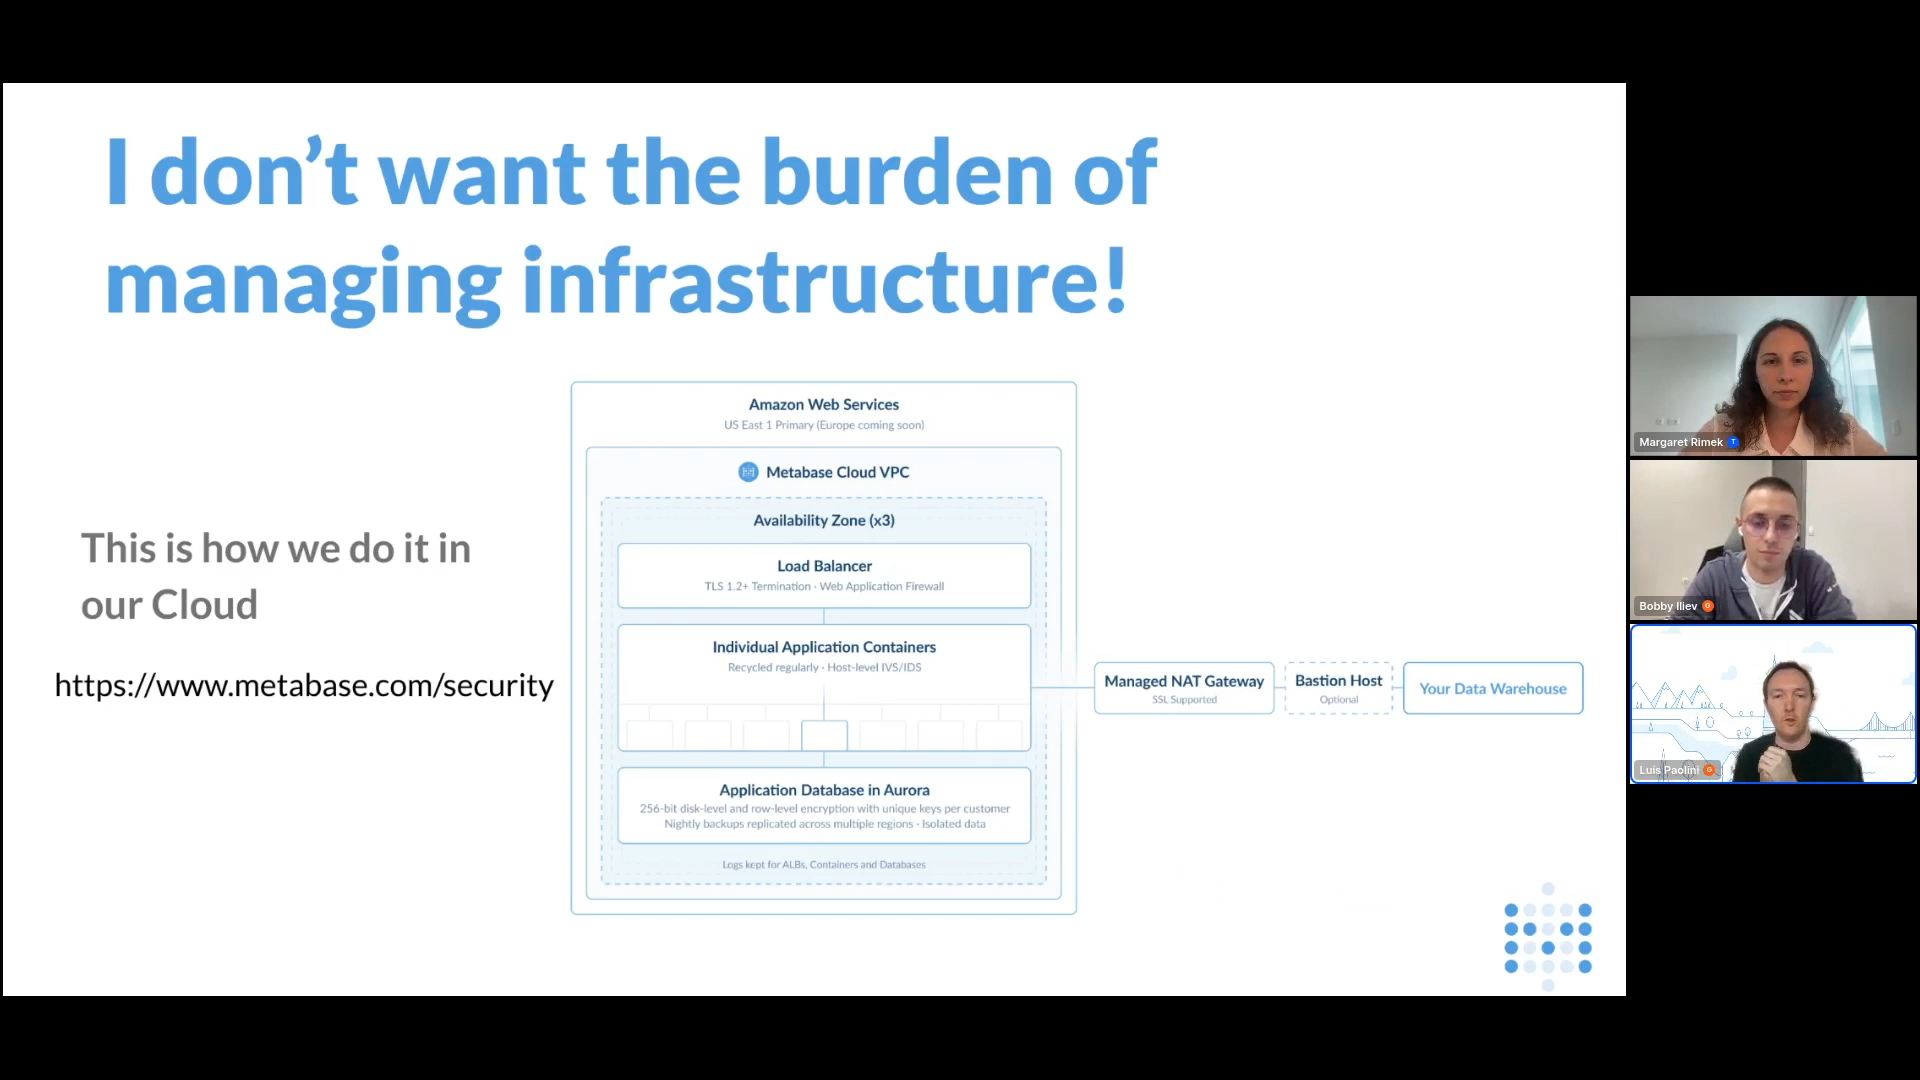 I don’t want the burden of
managing infrastructure!
This is how we do it in
our Cloud
https://www.metabase.com/security
Amazon Web Services
US East 1 Primary (Europe coming soon)
Metabase Cloud VPC
Availability Zone (x3)
Load Balancer
TLS 1.2+ Termination · Web Application Firewall
Individual Application Containers
Recycled regularly · Host-level IVS/IDS
Application Database in Aurora
256-bit disk-level and row-level encryption with unique keys per customer
Nightly backups replicated across multiple regions · Isolated data
Logs kept for ALBs, Containers and Databases
Managed NAT Gateway
SSL Supported
Bastion Host
Optional
Your Data Warehouse
Margaret Rimek T
Bobby Iliev G
Luis Paolini G